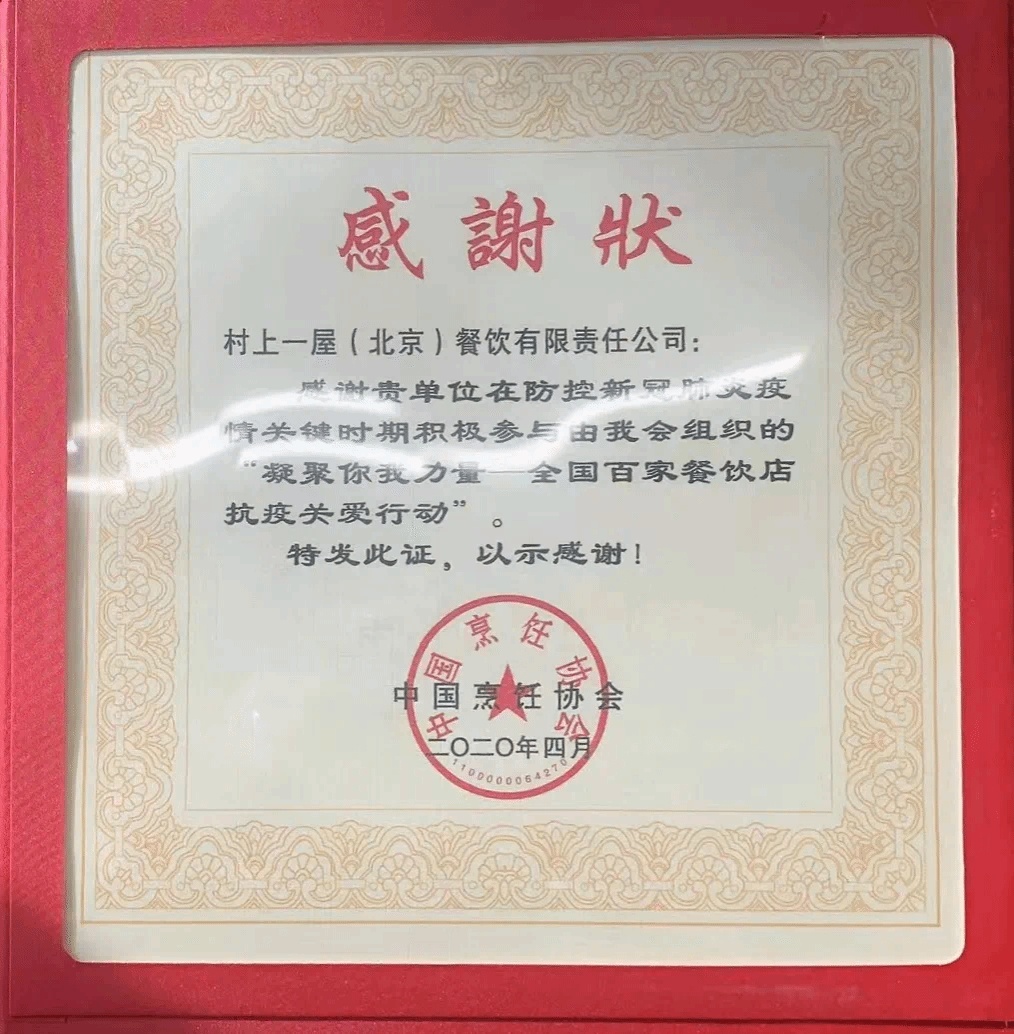 感謝狀
村上一屋（北京）餐饮有限责任公司：
感谢贵单位在防控新冠肺炎疫
情关键时期积极参与由我会组织的
“凝聚你我力量—全国百家餐饮店
抗疫关爱行动”。
特发此证，以示感谢！
中国烹饪协会
中国烹饪协会
二〇二〇年四月
1100000064270